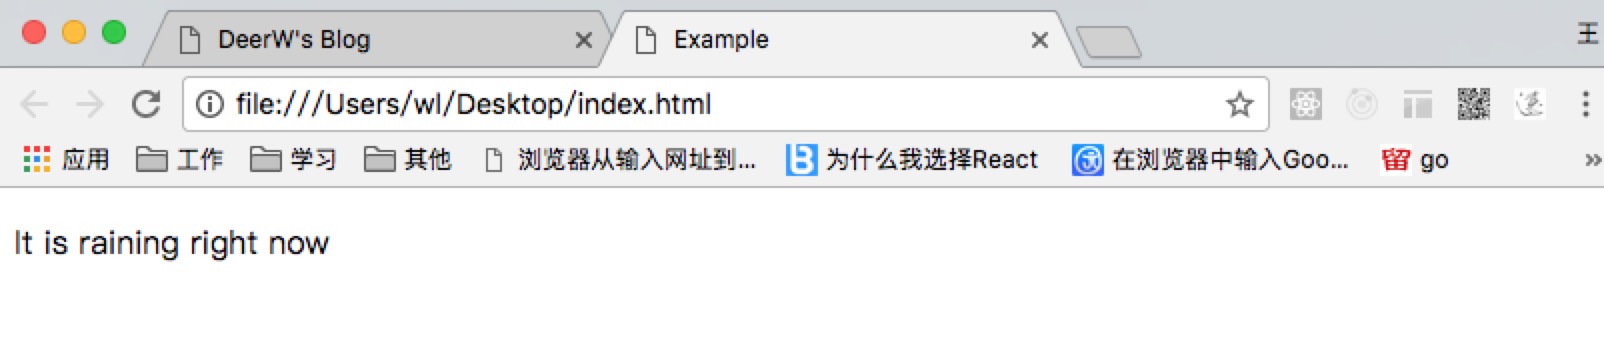 DeerW's Blog
Example
王
file:///Users/wl/Desktop/index.html
应用 工作 学习 其他 浏览器从输入网址到... 为什么我选择React 在浏览器中输入Goo... 留 go
It is raining right now